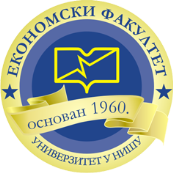 ЕКОНОМСКИ ФАКУЛТЕТ
основан 1960.
УНИВЕРЗИТЕТ У НИШУ